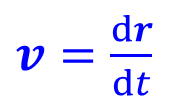 𝒗 = d𝒓/d𝑡